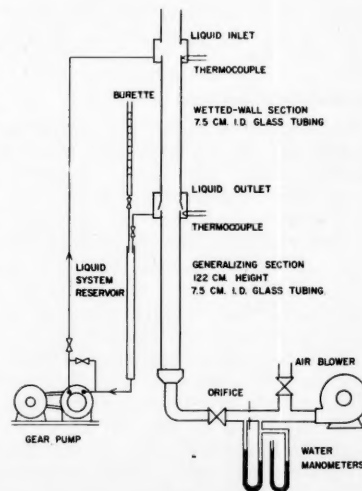 LIQUID INLET
THERMOCOUPLE
BURETTE
WETTED-WALL SECTION
7.5 CM. I.D. GLASS TUBING
LIQUID OUTLET
THERMOCOUPLE
LIQUID
SYSTEM
RESERVOIR
GENERALIZING SECTION
122 CM. HEIGHT
7.5 CM. I.D. GLASS TUBING
AIR BLOWER
ORIFICE
GEAR PUMP
WATER
MANOMETERS